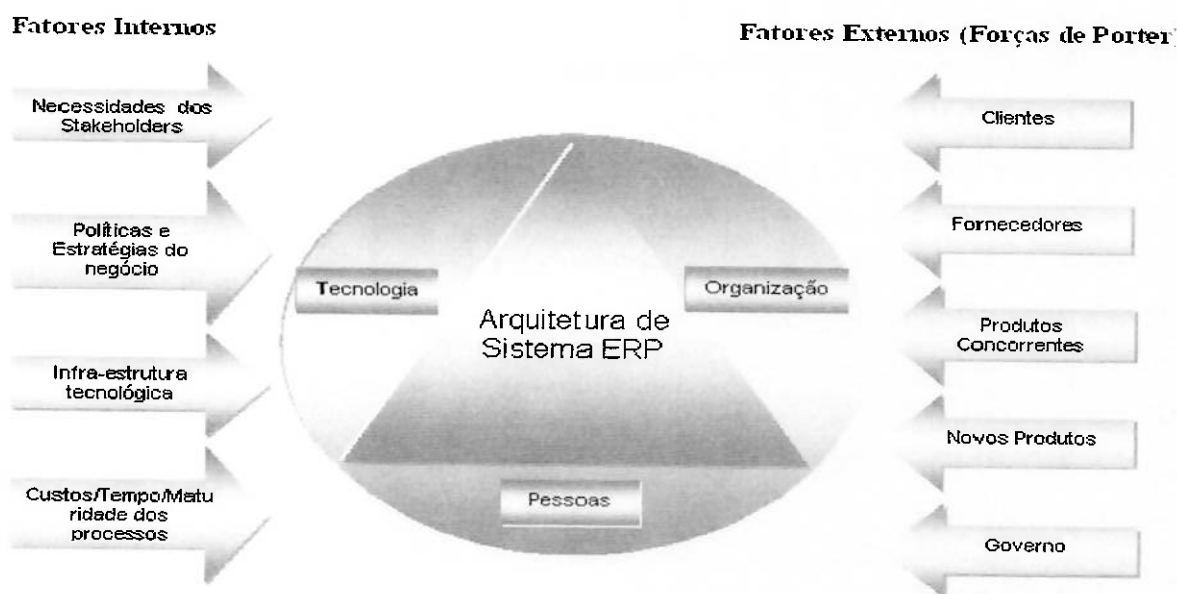 Fatores Internos
Fatores Externos (Forças de Porter
Necessidades dos
Stakeholders
Políticas e
Estratégias do
negócio
Infra-estrutura
tecnológica
Custos/Tempo/Matu
ridade dos
processos
Tecnologia
Organização
Arquitetura de
Sistema ERP
Pessoas
Clientes
Fornecedores
Produtos
Concorrentes
Novos Produtos
Governo